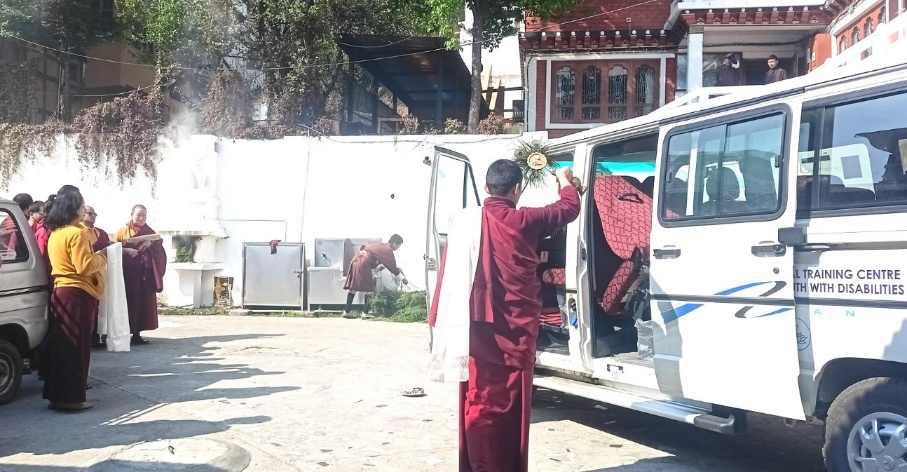 TRAINING CENTRE
TH WITH DISABILITIES
A N